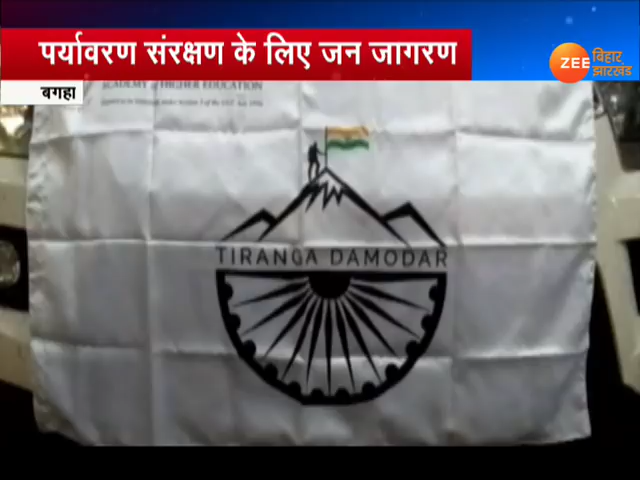 पर्यावरण संरक्षण के लिए जन जागरण
ZEE
बिहार
झारखंड
बगहा
ACADEMY of HIGHER EDUCATION
TIRANGA DAMODAR